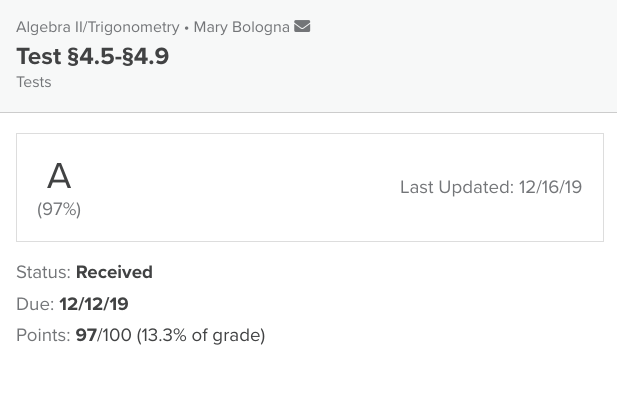 Algebra II/Trigonometry • Mary Bologna
Test §4.5-§4.9
Tests
A
(97%)
Last Updated: 12/16/19
Status: Received
Due: 12/12/19
Points: 97/100 (13.3% of grade)